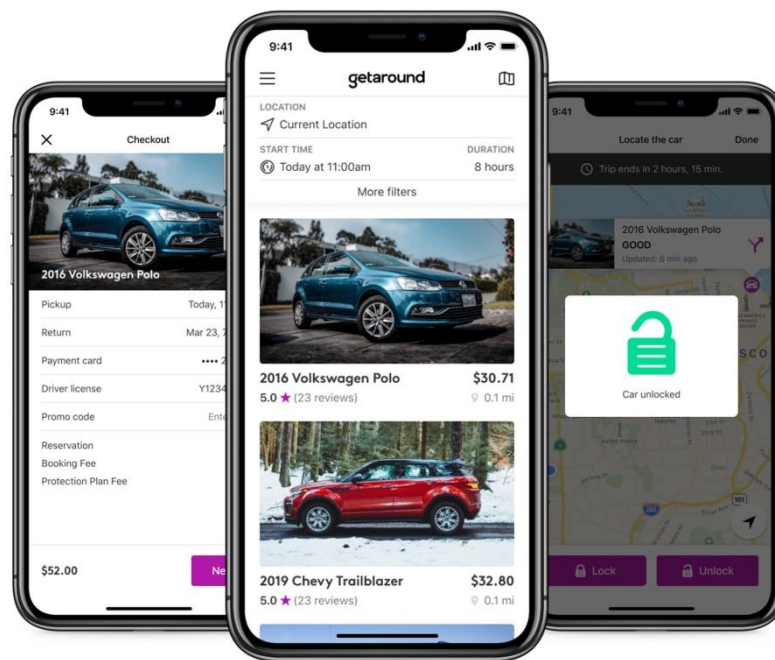 9:41
Checkout
2016 Volkswagen Polo
Pickup Today, 1
Return Mar 23,
Payment card •••• 2
Driver license Y1234
Promo code Ente
Reservation
Booking Fee
Protection Plan Fee
$52.00 Ne
9:41
getaround
LOCATION
Current Location
START TIME DURATION
Today at 11:00am 8 hours
More filters
2016 Volkswagen Polo $30.71
5.0 ★ (23 reviews) 0.1 mi
2019 Chevy Trailblazer $32.80
5.0 ★ (23 reviews) 0.1 mi
9:41
Locate the car Done
Trip ends in 2 hours, 15 min.
2016 Volkswagen Polo
GOOD
Updated: 6 min ago
SCO
Car unlocked
101
Lock Unlock